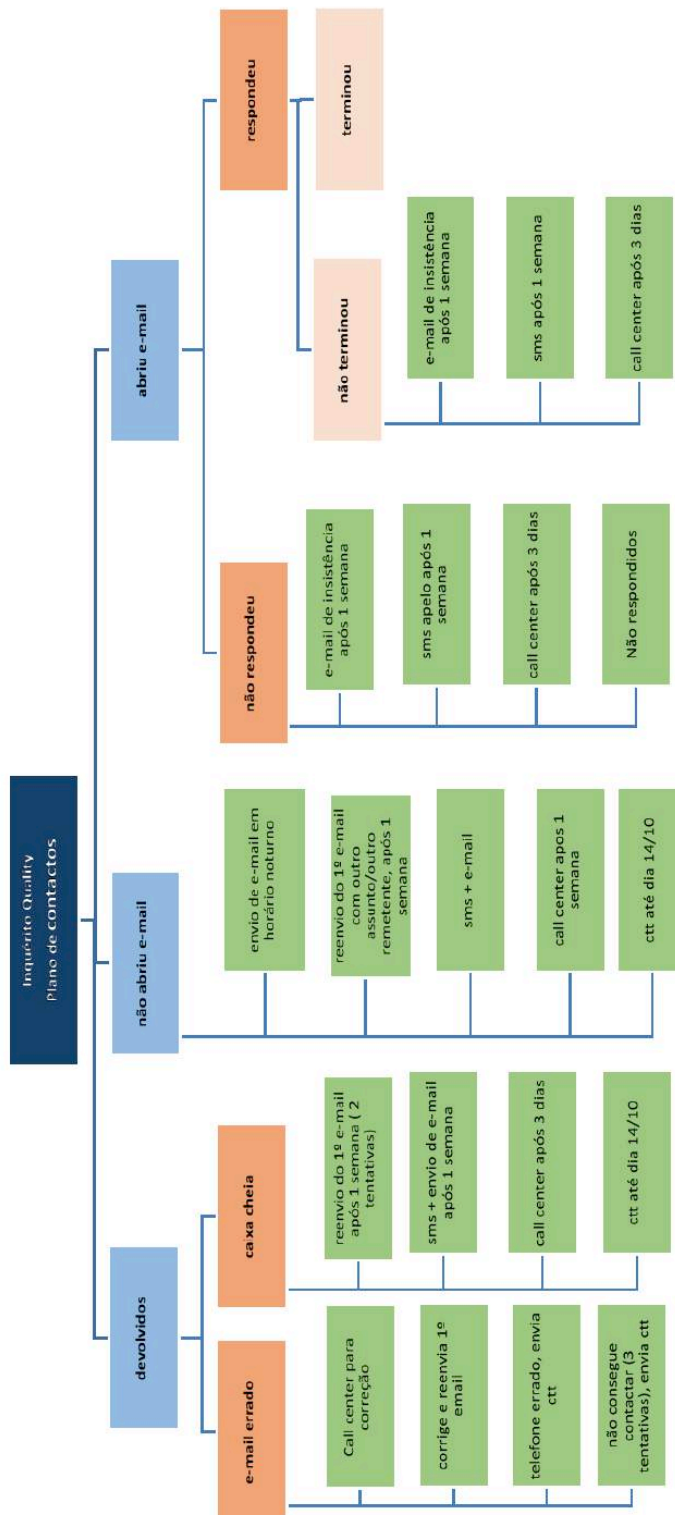 Inquérito Quality
Plano de contactos
devolvidos
e-mail errado
Call center para
correção
corrige e reenvia 1º
email
telefone errado, envia
ctt
não consegue
contactar (3
tentativas), envia ctt
caixa cheia
reenvio do 1º e-mail
após 1 semana ( 2
tentativas)
sms + envio de e-mail
após 1 semana
call center após 3 dias
ctt até dia 14/10
não abriu e-mail
envio de e-mail em
horário noturno
reenvio do 1º e-mail
com outro
assunto/outro
remetente, após 1
semana
sms + e-mail
call center apos 1
semana
ctt até dia 14/10
abriu e-mail
não respondeu
e-mail de insistência
após 1 semana
sms apelo após 1
semana
call center após 3 dias
Não respondidos
respondeu
não terminou
e-mail de insistência
após 1 semana
sms após 1 semana
call center após 3 dias
terminou